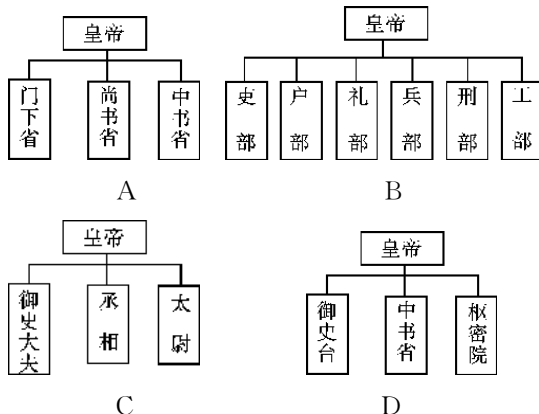 皇帝
门下省
尚书省
中书省
A
皇帝
吏部
户部
礼部
兵部
刑部
工部
B
皇帝
御史大夫
丞相
太尉
C
皇帝
御史台
中书省
枢密院
D